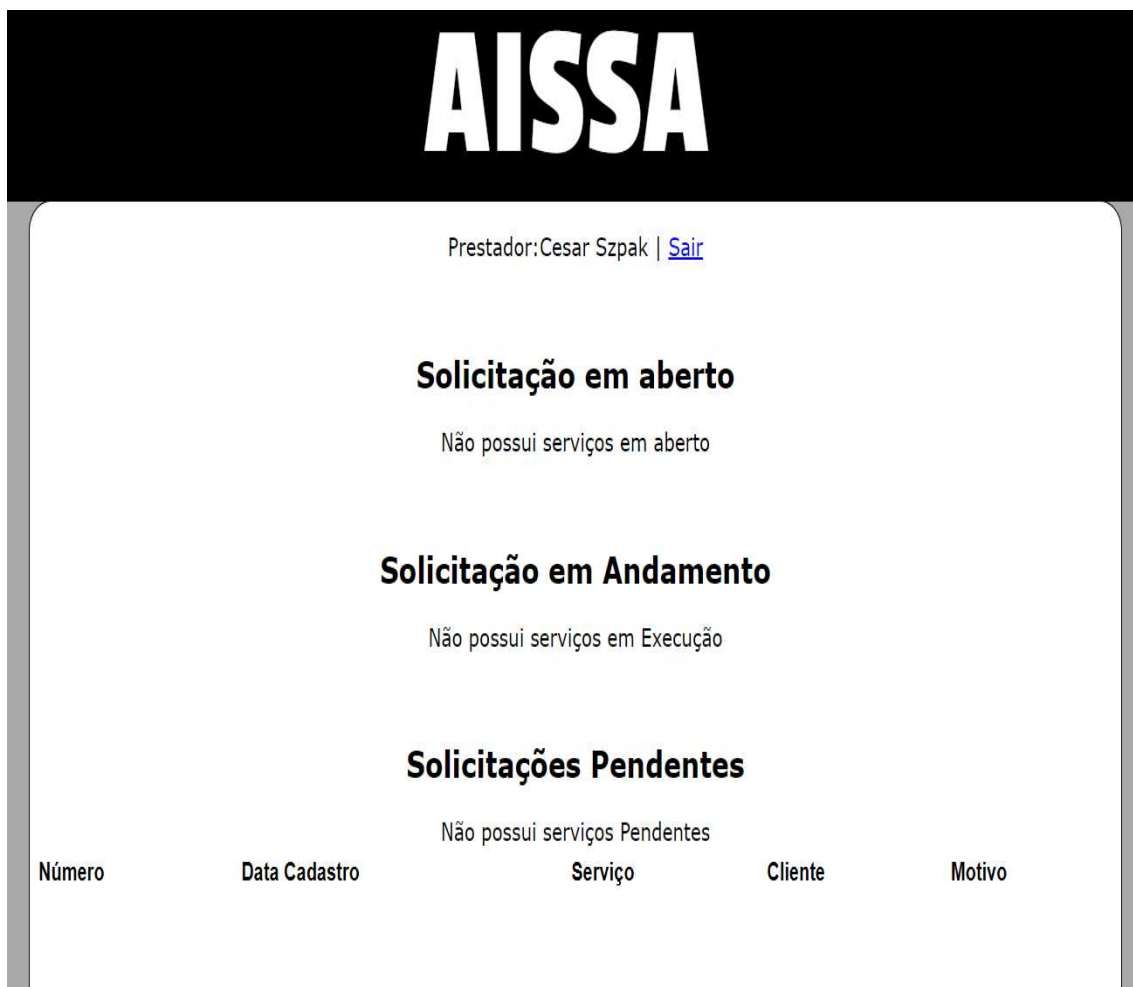 AISSA
Prestador:Cesar Szpak | Sair
Solicitação em aberto
Não possui serviços em aberto
Solicitação em Andamento
Não possui serviços em Execução
Solicitações Pendentes
Não possui serviços Pendentes
Número Data Cadastro Serviço Cliente Motivo